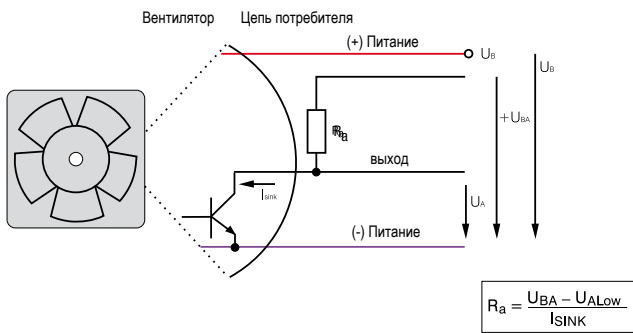 Вентилятор Цепь потребителя
(+) Питание
UB
UB
+UBA
Ra
выход
Isink
UA
(-) Питание
Ra = UBA – UALow
ISINK